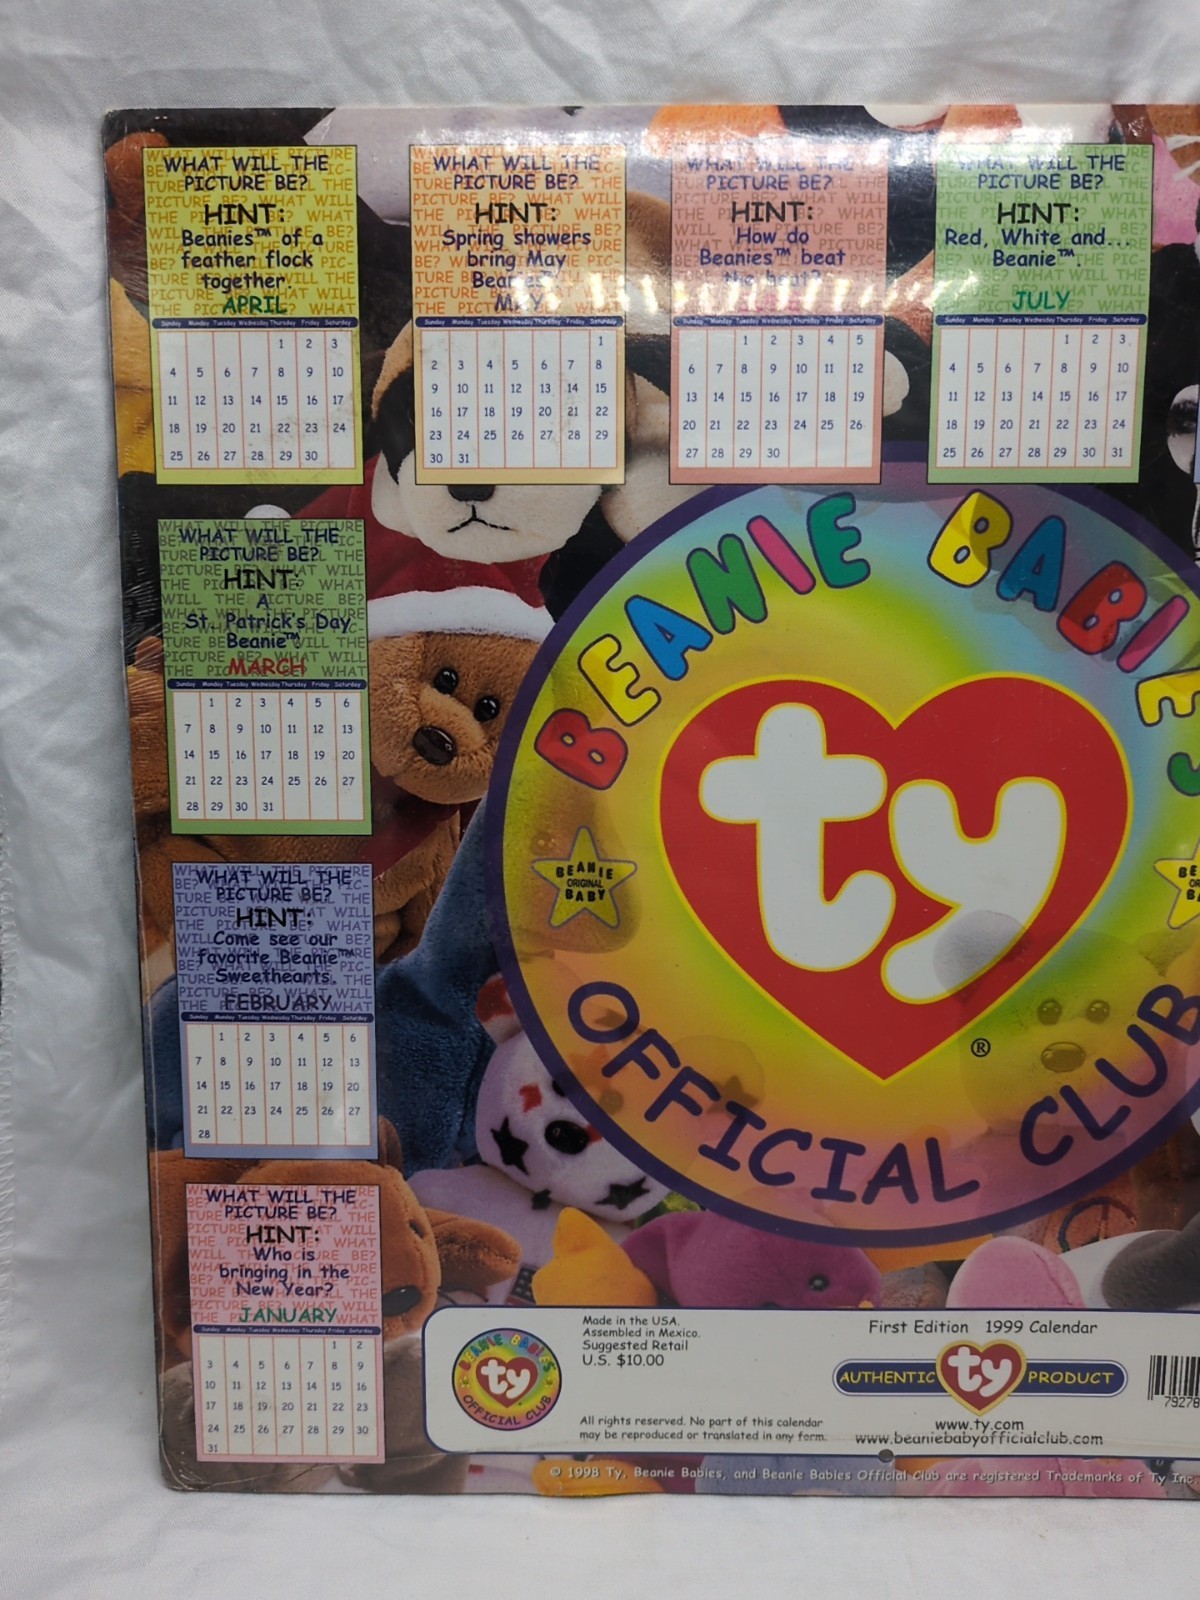 WHAT WILL THE
PICTURE BE?
HINT:
Beanies™ of a
feather flock
together.
APRIL
Sunday Monday Tuesday Wednesday Thursday Friday Saturday
1 2 3
4 5 6 7 8 9 10
11 12 13 14 15 16 17
18 19 20 21 22 23 24
25 26 27 28 29 30
WHAT WILL THE
PICTURE BE?
HINT:
Spring showers
bring May
Beanies™
MAY
Sunday Monday Tuesday Wednesday Thursday Friday Saturday
1
2 3 4 5 6 7 8
9 10 11 12 13 14 15
16 17 18 19 20 21 22
23 24 25 26 27 28 29
30 31
WHAT WILL THE
PICTURE BE?
HINT:
How do
Beanies™ beat
the heat?
Sunday Monday Tuesday Wednesday Thursday Friday Saturday
1 2 3 4 5
6 7 8 9 10 11 12
13 14 15 16 17 18 19
20 21 22 23 24 25 26
27 28 29 30
WHAT WILL THE
PICTURE BE?
HINT:
Red, White and...
Beanie™.
JULY
Sunday Monday Tuesday Wednesday Thursday Friday Saturday
1 2 3
4 5 6 7 8 9 10
11 12 13 14 15 16 17
18 19 20 21 22 23 24
25 26 27 28 29 30 31
WHAT WILL THE
PICTURE BE?
HINT:
A
St. Patrick's Day
Beanie™
MARCH
Sunday Monday Tuesday Wednesday Thursday Friday Saturday
1 2 3 4 5 6
7 8 9 10 11 12 13
14 15 16 17 18 19 20
21 22 23 24 25 26 27
28 29 30 31
WHAT WILL THE
PICTURE BE?
HINT:
Come see our
favorite Beanie™
Sweethearts.
FEBRUARY
Sunday Monday Tuesday Wednesday Thursday Friday Saturday
1 2 3 4 5 6
7 8 9 10 11 12 13
14 15 16 17 18 19 20
21 22 23 24 25 26 27
28
WHAT WILL THE
PICTURE BE?
HINT:
Who is
bringing in the
New Year?
JANUARY
Sunday Monday Tuesday Wednesday Thursday Friday Saturday
1 2
3 4 5 6 7 8 9
10 11 12 13 14 15 16
17 18 19 20 21 22 23
24 25 26 27 28 29 30
31
BEANIE BABIES
ty
®
BEANIE
ORIGINAL
BABY
OFFICIAL CLUB
BEANIE BABIES
ty
OFFICIAL CLUB
Made in the USA.
Assembled in Mexico.
Suggested Retail
U.S. $10.00
All rights reserved. No part of this calendar
may be reproduced or translated in any form.
First Edition 1999 Calendar
AUTHENTIC ty PRODUCT
www.ty.com
www.beaniebabyofficialclub.com
79278
© 1998 Ty, Beanie Babies, and Beanie Babies Official Club are registered Trademarks of Ty Inc.